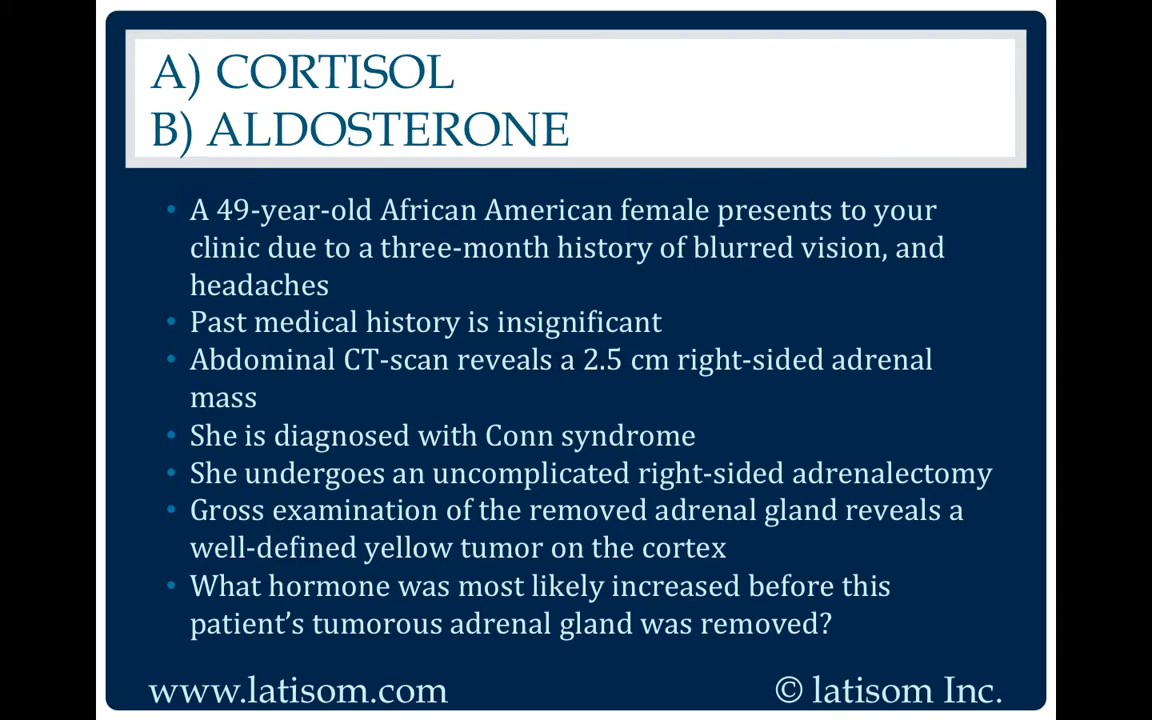 A) CORTISOL
B) ALDOSTERONE
• A 49-year-old African American female presents to your
clinic due to a three-month history of blurred vision, and
headaches
• Past medical history is insignificant
• Abdominal CT-scan reveals a 2.5 cm right-sided adrenal
mass
• She is diagnosed with Conn syndrome
• She undergoes an uncomplicated right-sided adrenalectomy
• Gross examination of the removed adrenal gland reveals a
well-defined yellow tumor on the cortex
• What hormone was most likely increased before this
patient’s tumorous adrenal gland was removed?
www.latisom.com © latisom Inc.